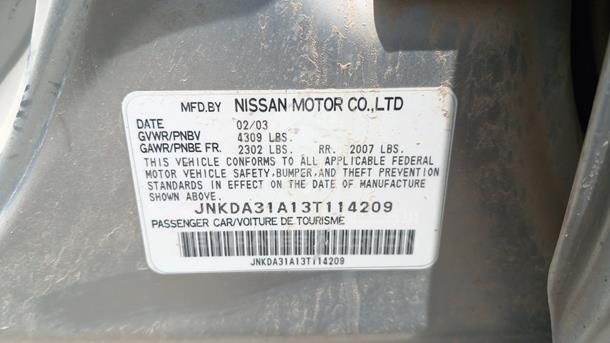 MFD.BY NISSAN MOTOR CO.,LTD
DATE 02/03
GVWR/PNBV 4309 LBS.
GAWR/PNBE FR. 2302 LBS. RR. 2007 LBS.
THIS VEHICLE CONFORMS TO ALL APPLICABLE FEDERAL
MOTOR VEHICLE SAFETY,BUMPER,AND THEFT PREVENTION
STANDARDS IN EFFECT ON THE DATE OF MANUFACTURE
SHOWN ABOVE.
JNKDA31A13T114209
PASSENGER CAR/VOITURE DE TOURISME
JNKDA31A13T114209